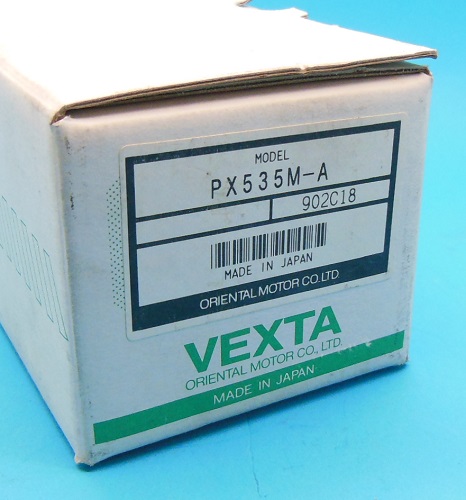 MODEL
PX535M-A
902C18
MADE IN JAPAN
ORIENTAL MOTOR CO.LTD.
VEXTA
ORIENTAL MOTOR CO., LTD.
MADE IN JAPAN